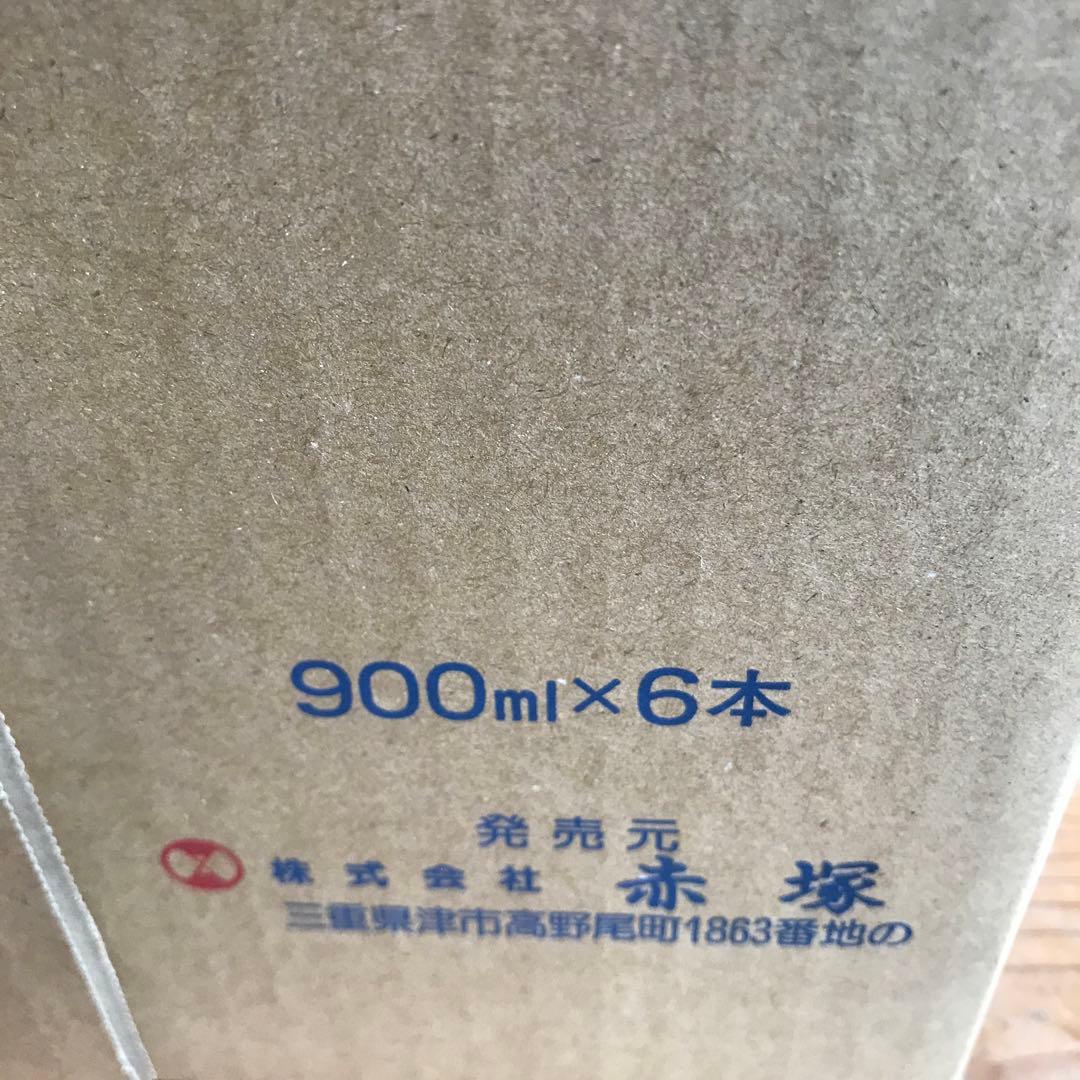 900ml×6本
発売元
株式会社 赤塚
三重県津市高野尾町1863番地の